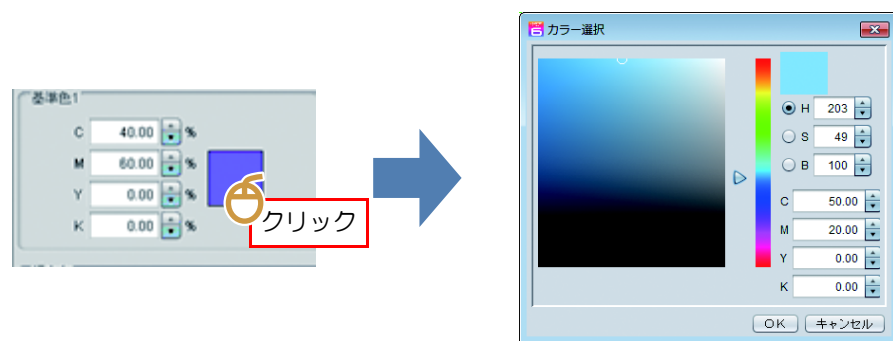 基準色1
C 40.00 %
M 60.00 %
Y 0.00 %
K 0.00 %
クリック
カラー選択
H 203
S 49
B 100
C 50.00
M 20.00
Y 0.00
K 0.00
OK キャンセル